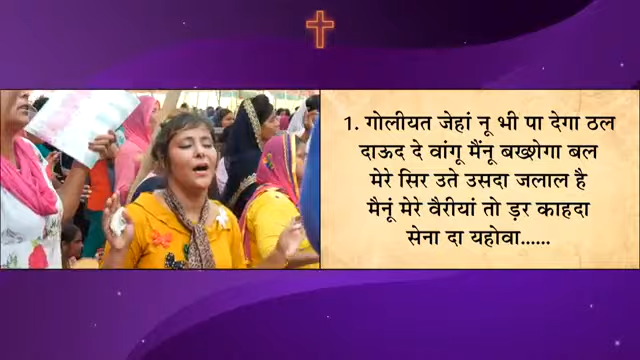 1. गोलीयत जेहां नू भी पा देगा ठल
दाऊद दे वांगू मैंनू बख्शेगा बल
मेरे सिर उते उसदा जलाल है
मैनूं मेरे वैरीयां तो ड़र काहदा
सेना दा यहोवा......